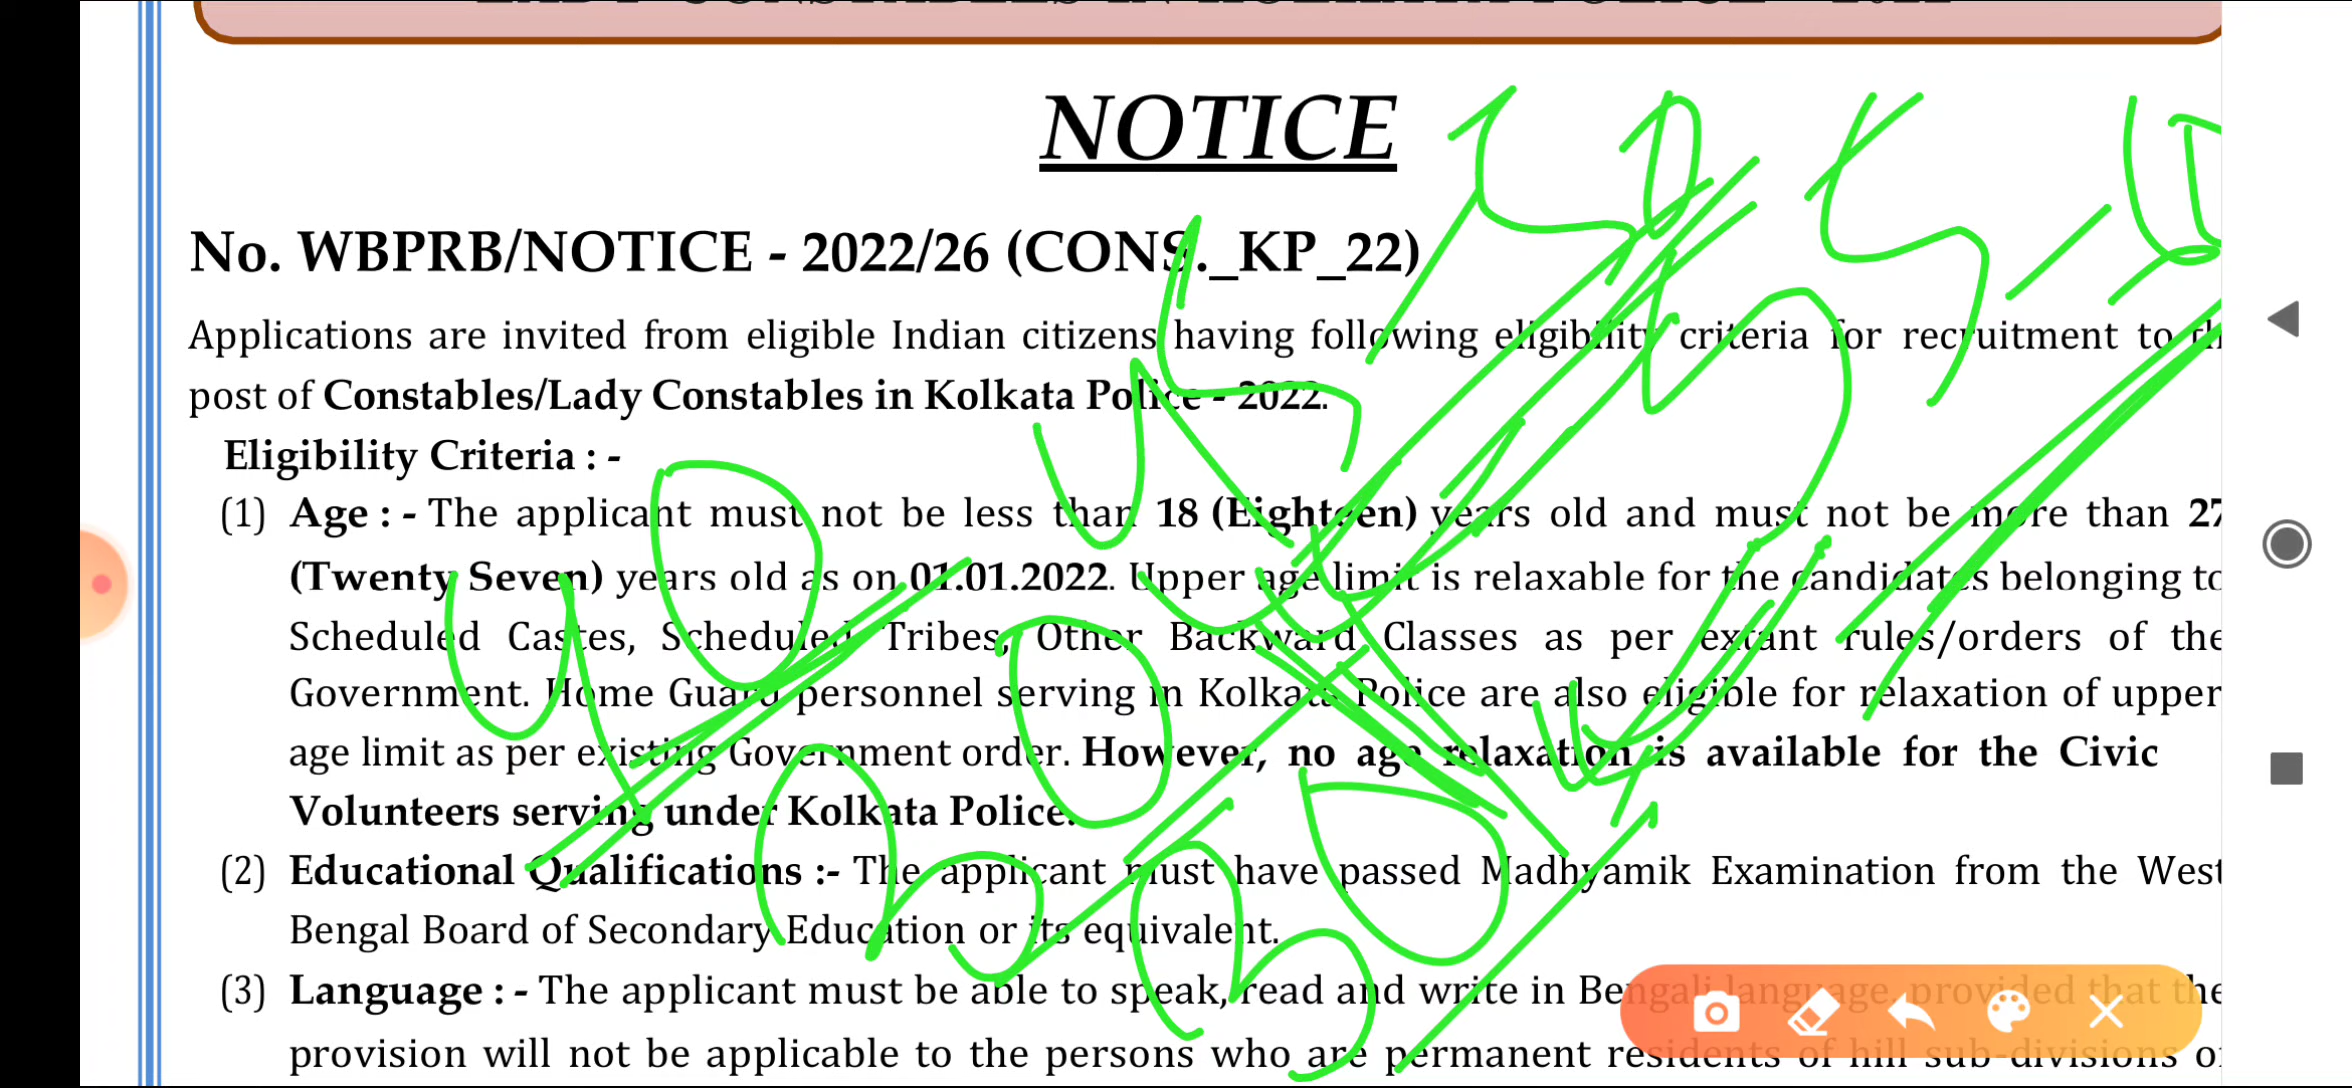 NOTICE
No. WBPRB/NOTICE - 2022/26 (CONS._KP_22)
Applications are invited from eligible Indian citizens having following eligibility criteria for recruitment to
post of Constables/Lady Constables in Kolkata Police - 2022.
Eligibility Criteria : -
(1) Age : - The applicant must not be less than 18 (Eighteen) years old and must not be more than 27
(Twenty Seven) years old as on 01.01.2022. Upper age limit is relaxable for the candidates belonging to
Scheduled Castes, Scheduled Tribes, Other Backward Classes as per extant rules/orders of the
Government. Home Guard personnel serving in Kolkata Police are also eligible for relaxation of upper
age limit as per existing Government order. However, no age relaxation is available for the Civic
Volunteers serving under Kolkata Police.
(2) Educational Qualifications :- The applicant must have passed Madhyamik Examination from the West
Bengal Board of Secondary Education or its equivalent.
(3) Language : - The applicant must be able to speak, read and write in Bengali language, provided that the
provision will not be applicable to the persons who are permanent residents of hill sub-divisions